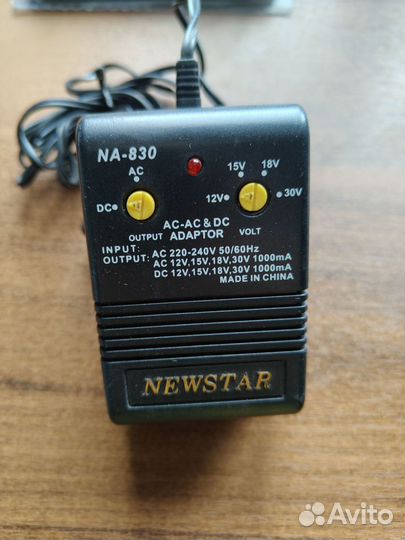 NA-830
AC
DC
15V
18V
12V
30V
OUTPUT
AC-AC & DC
ADAPTOR
VOLT
INPUT: AC 220-240V 50/60Hz
OUTPUT: AC 12V,15V,18V,30V 1000mA
DC 12V,15V,18V,30V 1000mA
MADE IN CHINA
NEWSTAR
Avito